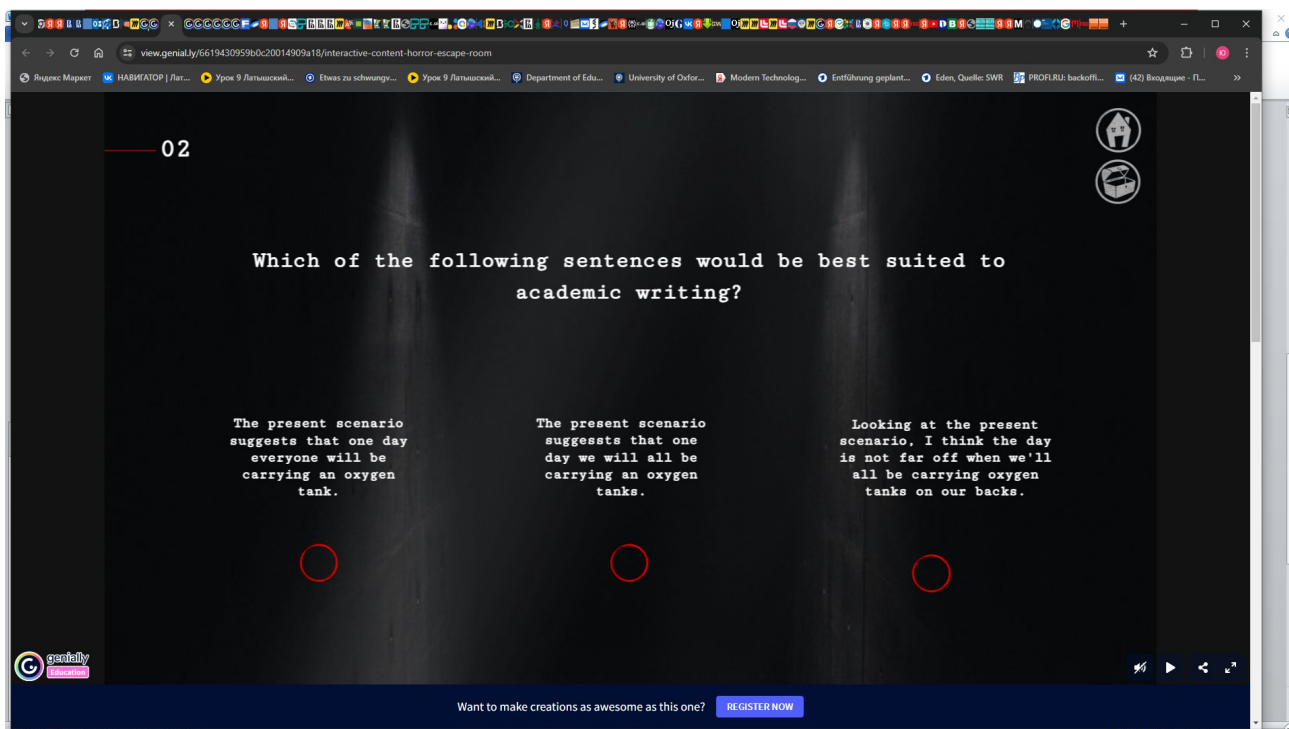 view.genial.ly/6619430959b0c20014909a18/interactive-content-horror-escape-room
Яндекс Маркет НАВИГАТОР | Лат... Урок 9 Латышский... Etwas zu schwungv... Урок 9 Латышский... Department of Edu... University of Oxfor... Modern Technolog... Entführung geplant... Eden, Quelle: SWR PROFI.RU: backoffi... (42) Входящие - П...
02
Which of the following sentences would be best suited to
academic writing?
The present scenario
suggests that one day
everyone will be
carrying an oxygen
tank.
The present scenario
suggessts that one
day we will all be
carrying an oxygen
tanks.
Looking at the present
scenario, I think the day
is not far off when we'll
all be carrying oxygen
tanks on our backs.
genially
Education
Want to make creations as awesome as this one? REGISTER NOW